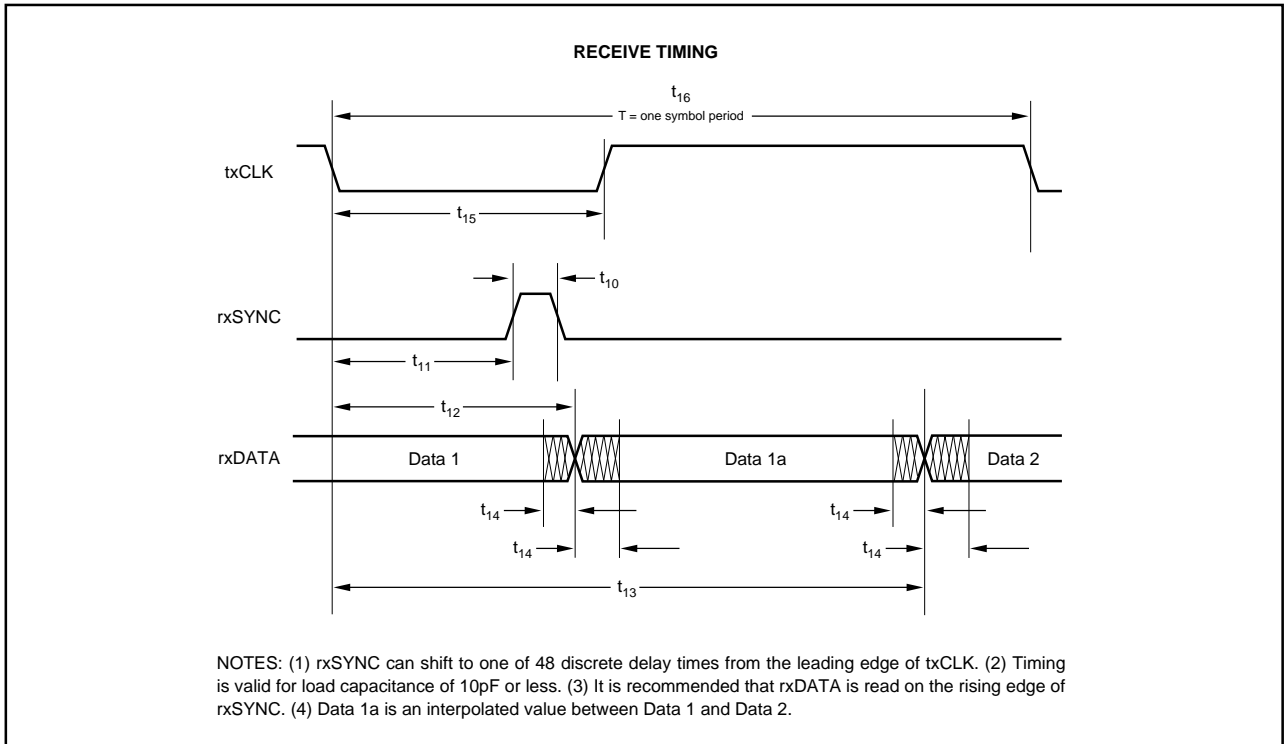 RECEIVE TIMING
t16
T = one symbol period
txCLK
t15
t10
rxSYNC
t11
t12
rxDATA
Data 1
Data 1a
Data 2
t14
t14
t14
t14
t13
NOTES: (1) rxSYNC can shift to one of 48 discrete delay times from the leading edge of txCLK. (2) Timing
is valid for load capacitance of 10pF or less. (3) It is recommended that rxDATA is read on the rising edge of
rxSYNC. (4) Data 1a is an interpolated value between Data 1 and Data 2.